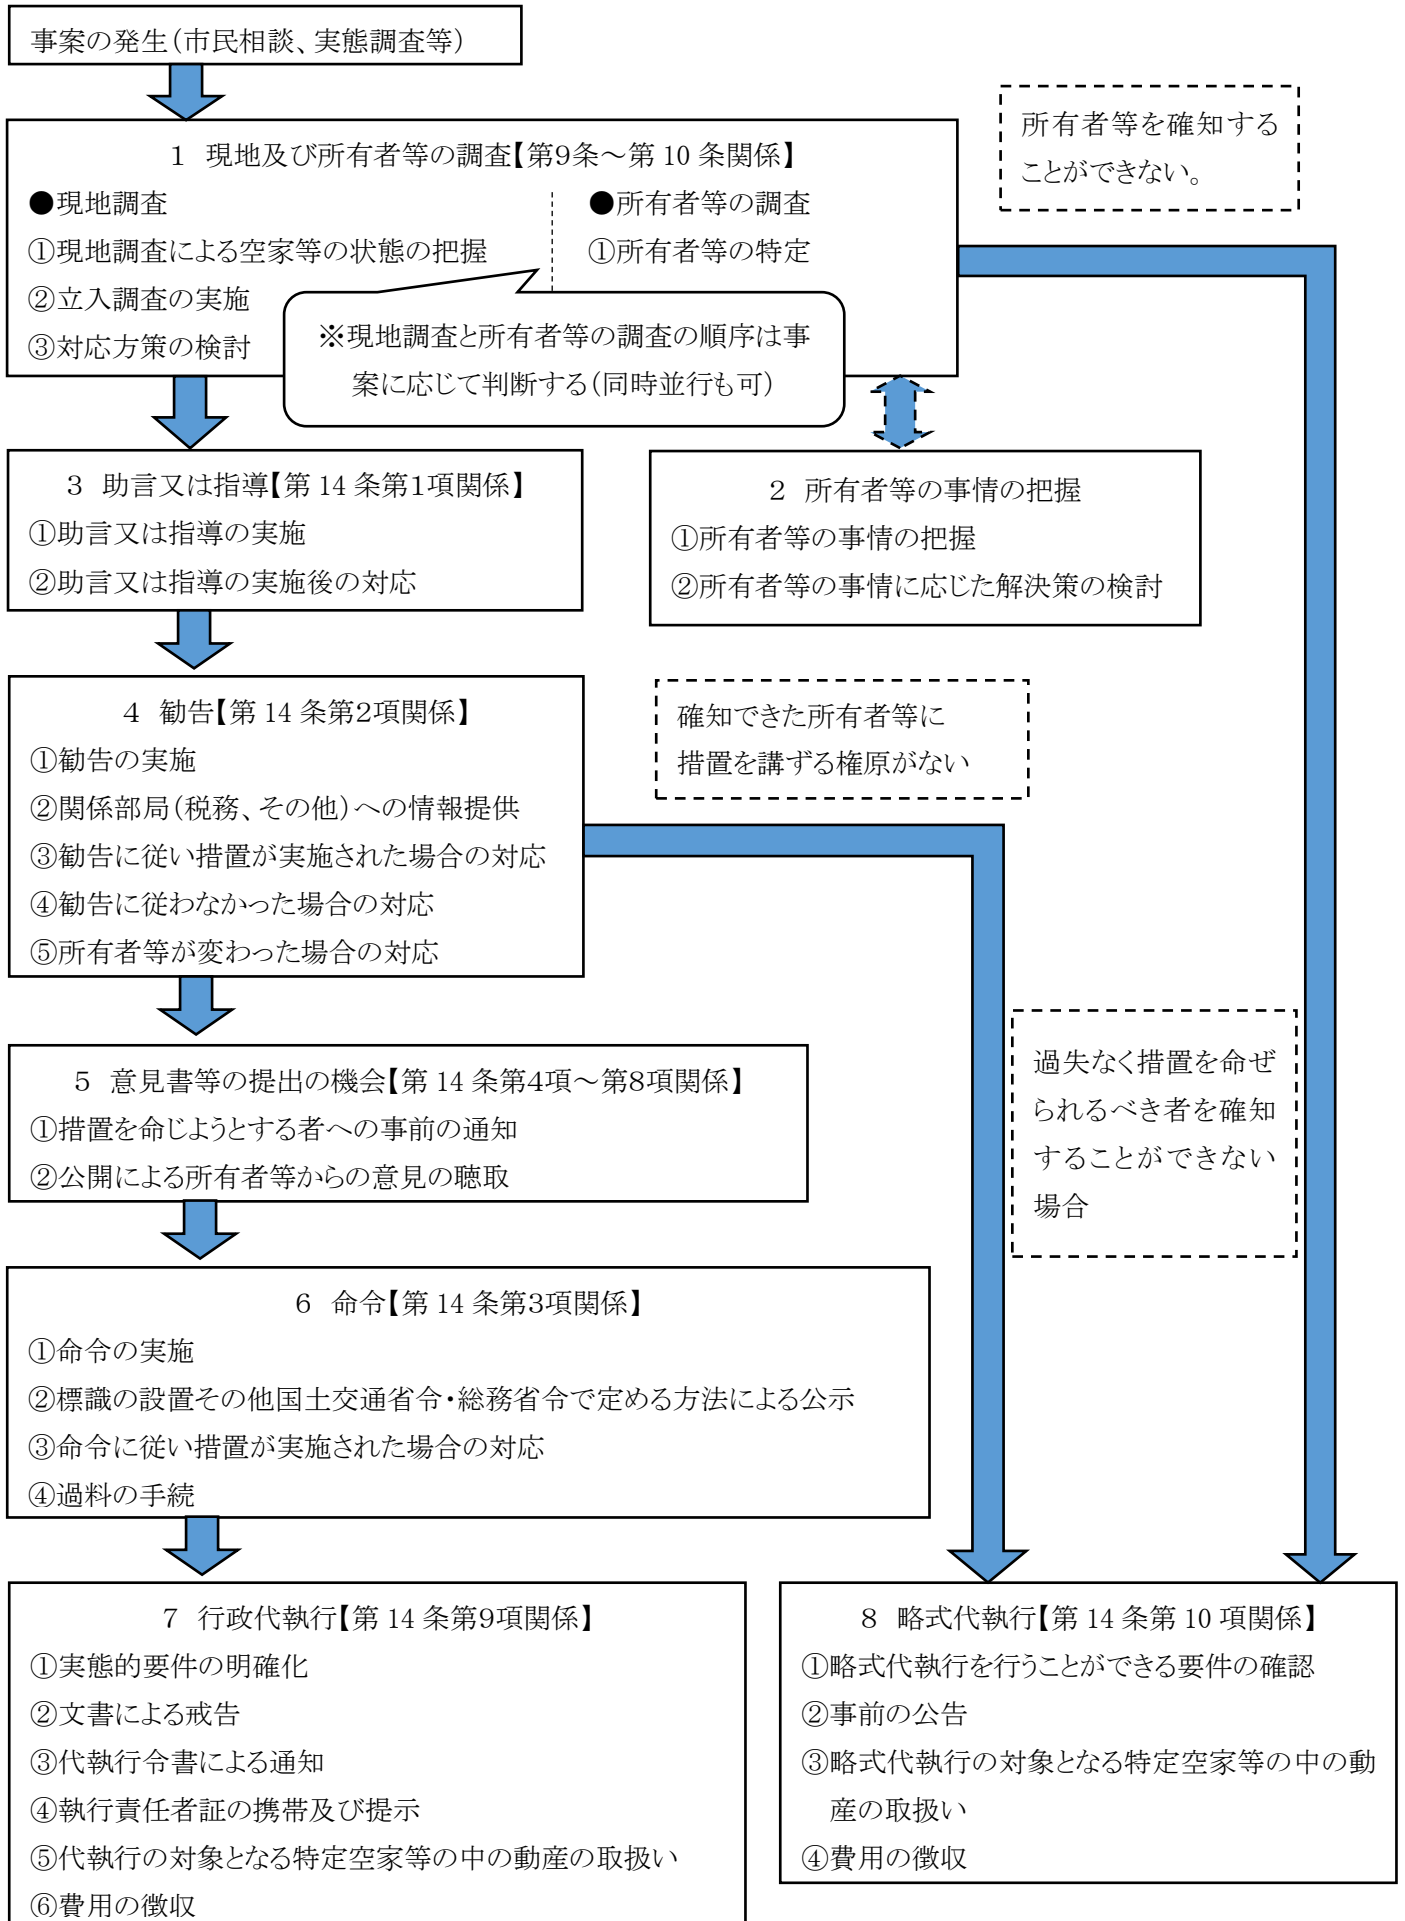 事案の発生(市民相談、実態調査等)
所有者等を確知する
ことができない。
1 現地及び所有者等の調査【第9条～第 10 条関係】
●現地調査
①現地調査による空家等の状態の把握
②立入調査の実施
③対応方策の検討
●所有者等の調査
①所有者等の特定
※現地調査と所有者等の調査の順序は事
案に応じて判断する(同時並行も可)
3 助言又は指導【第 14 条第1項関係】
①助言又は指導の実施
②助言又は指導の実施後の対応
2 所有者等の事情の把握
①所有者等の事情の把握
②所有者等の事情に応じた解決策の検討
4 勧告【第 14 条第2項関係】
①勧告の実施
②関係部局(税務、その他)への情報提供
③勧告に従い措置が実施された場合の対応
④勧告に従わなかった場合の対応
⑤所有者等が変わった場合の対応
確知できた所有者等に
措置を講ずる権原がない
5 意見書等の提出の機会【第 14 条第4項～第8項関係】
①措置を命じようとする者への事前の通知
②公開による所有者等からの意見の聴取
過失なく措置を命ぜ
られるべき者を確知
することができない
場合
6 命令【第 14 条第3項関係】
①命令の実施
②標識の設置その他国土交通省令・総務省令で定める方法による公示
③命令に従い措置が実施された場合の対応
④過料の手続
7 行政代執行【第 14 条第9項関係】
①実態的要件の明確化
②文書による戒告
③代執行令書による通知
④執行責任者証の携帯及び提示
⑤代執行の対象となる特定空家等の中の動産の取扱い
⑥費用の徴収
8 略式代執行【第 14 条第 10 項関係】
①略式代執行を行うことができる要件の確認
②事前の公告
③略式代執行の対象となる特定空家等の中の動
産の取扱い
④費用の徴収